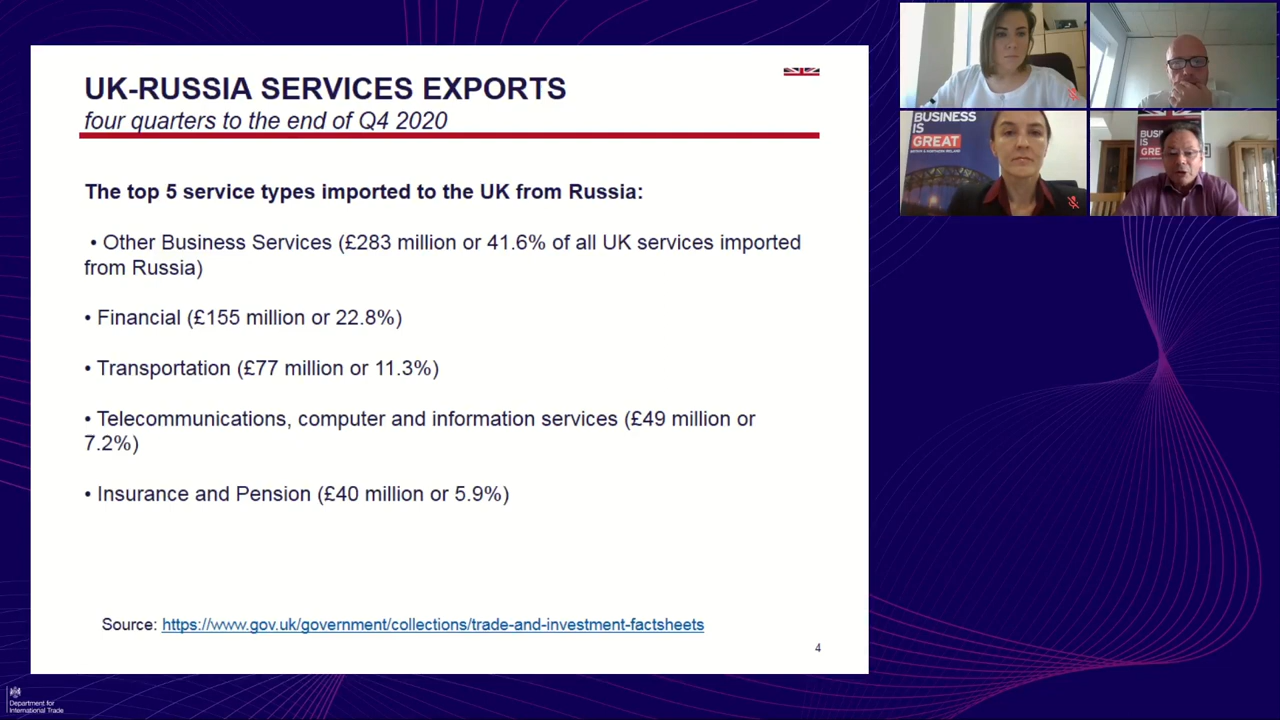 UK-RUSSIA SERVICES EXPORTS
four quarters to the end of Q4 2020
The top 5 service types imported to the UK from Russia:
• Other Business Services (£283 million or 41.6% of all UK services imported
from Russia)
• Financial (£155 million or 22.8%)
• Transportation (£77 million or 11.3%)
• Telecommunications, computer and information services (£49 million or
7.2%)
• Insurance and Pension (£40 million or 5.9%)
Source: https://www.gov.uk/government/collections/trade-and-investment-factsheets
4
BUSINESS
IS
GREAT
BUSIN
IS
GREA
Department for
International Trade